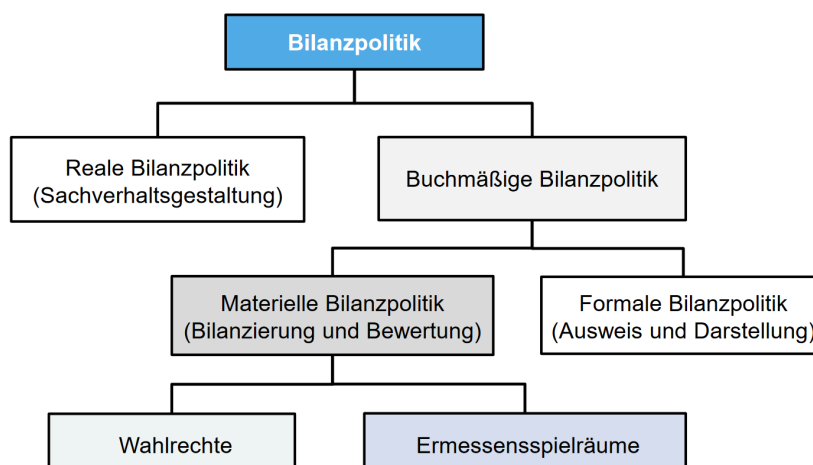 Bilanzpolitik
Reale Bilanzpolitik
(Sachverhaltsgestaltung)
Buchmäßige Bilanzpolitik
Materielle Bilanzpolitik
(Bilanzierung und Bewertung)
Formale Bilanzpolitik
(Ausweis und Darstellung)
Wahlrechte
Ermessensspielräume